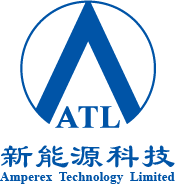 ATL
新能源科技
Amperex Technology Limited